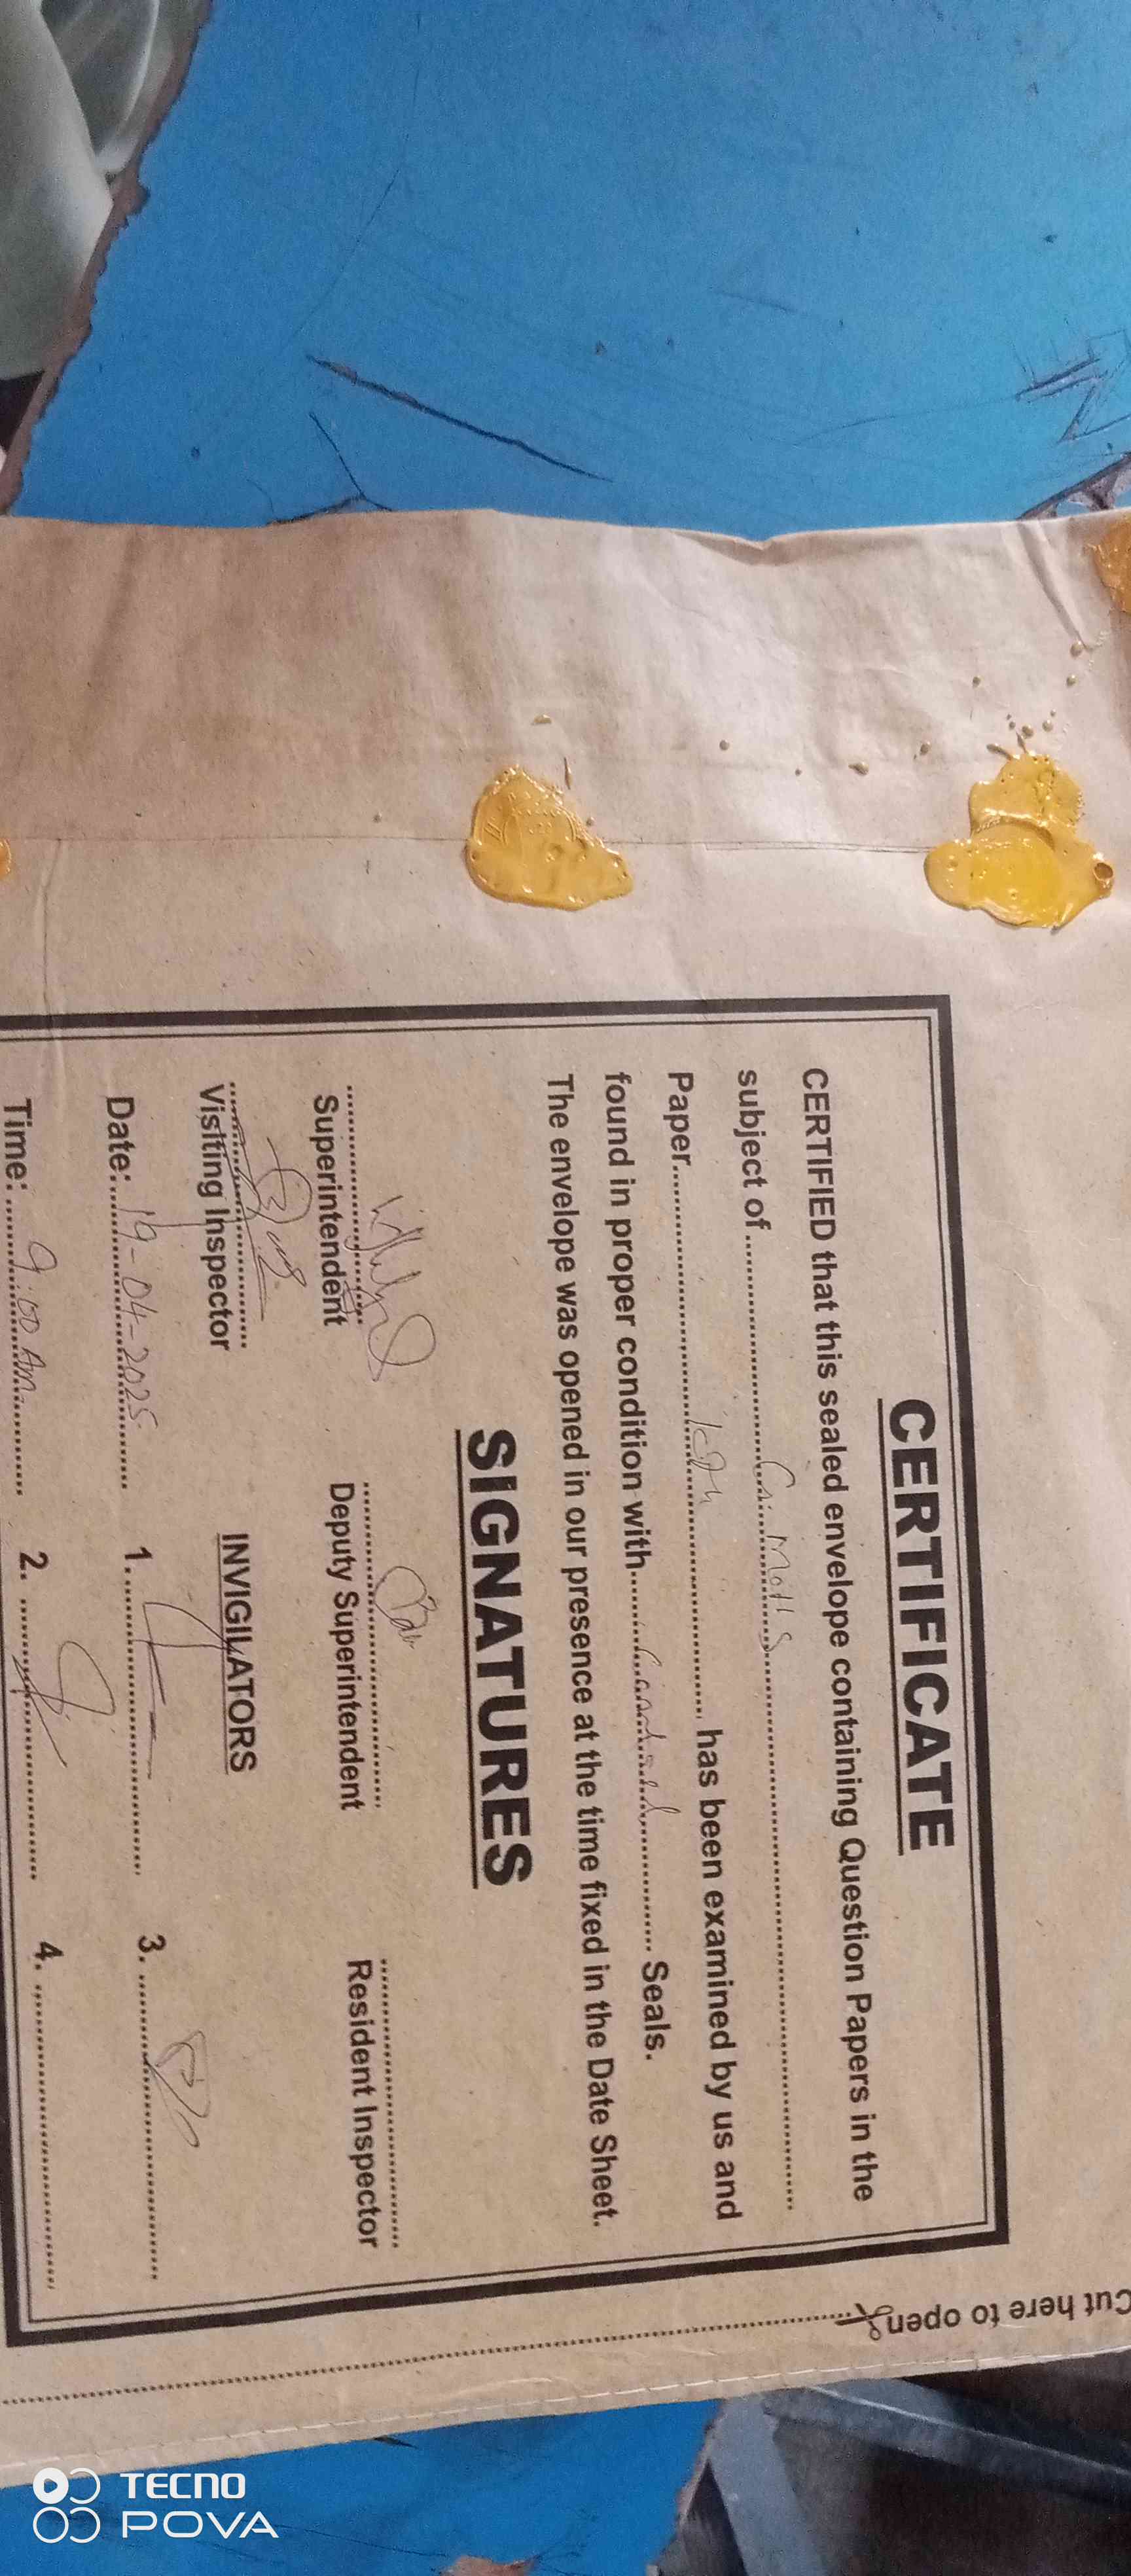 CERTIFICATE
CERTIFIED that this sealed envelope containing Question Papers in the
subject of.......... G. Maths ..........
Paper.................... has been examined by us and
found in proper condition with.................... Seals.
The envelope was opened in our presence at the time fixed in the Date Sheet.
SIGNATURES
Superintendent Deputy Superintendent Resident Inspector
Visiting Inspector
INVIGILATORS
Date:..19-04-2025.. 1. .......... 3. ..........
Time:..9:00 Am.. 2. .......... 4. ..........
Cut here to open
TECNO
POVA